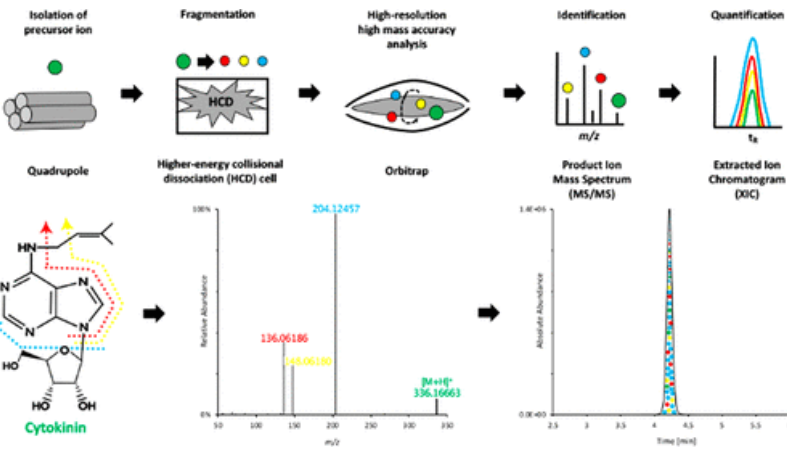 Isolation of
precursor ion
Fragmentation
High-resolution
high mass accuracy
analysis
Identification
Quantification
HCD
m/z
tR
Quadrupole
Higher-energy collisional
dissociation (HCD) cell
Orbitrap
Product Ion
Mass Spectrum
(MS/MS)
Extracted Ion
Chromatogram
(XIC)
HN
N
N
N
N
O
HO
HO
OH
Cytokinin
204.12457
100%
Relative Abundance
136.06186
148.06180
[M+H]+
336.16663
0%
50
100
150
200
250
300
350
m/z
1.4E+06
Absolute Abundance
0.0E+00
2.5
3
3.5
4
4.5
5
5.5
Time [min]